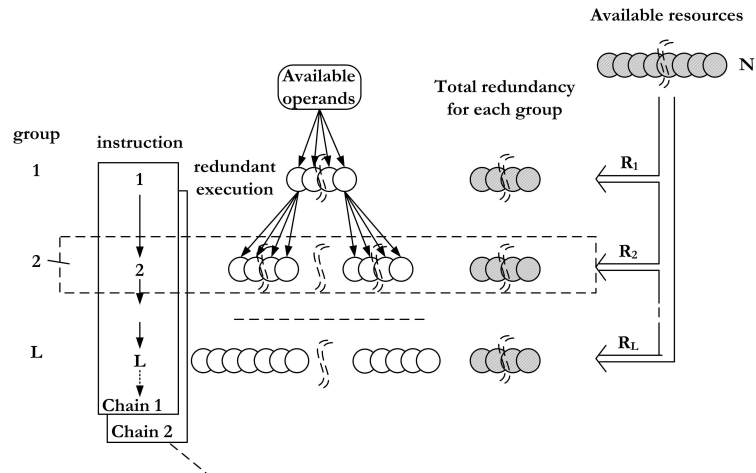 Available resources
N
Available
operands
Total redundancy
for each group
group
instruction
redundant
execution
1
1
R1
2
2
R2
L
L
RL
Chain 1
Chain 2